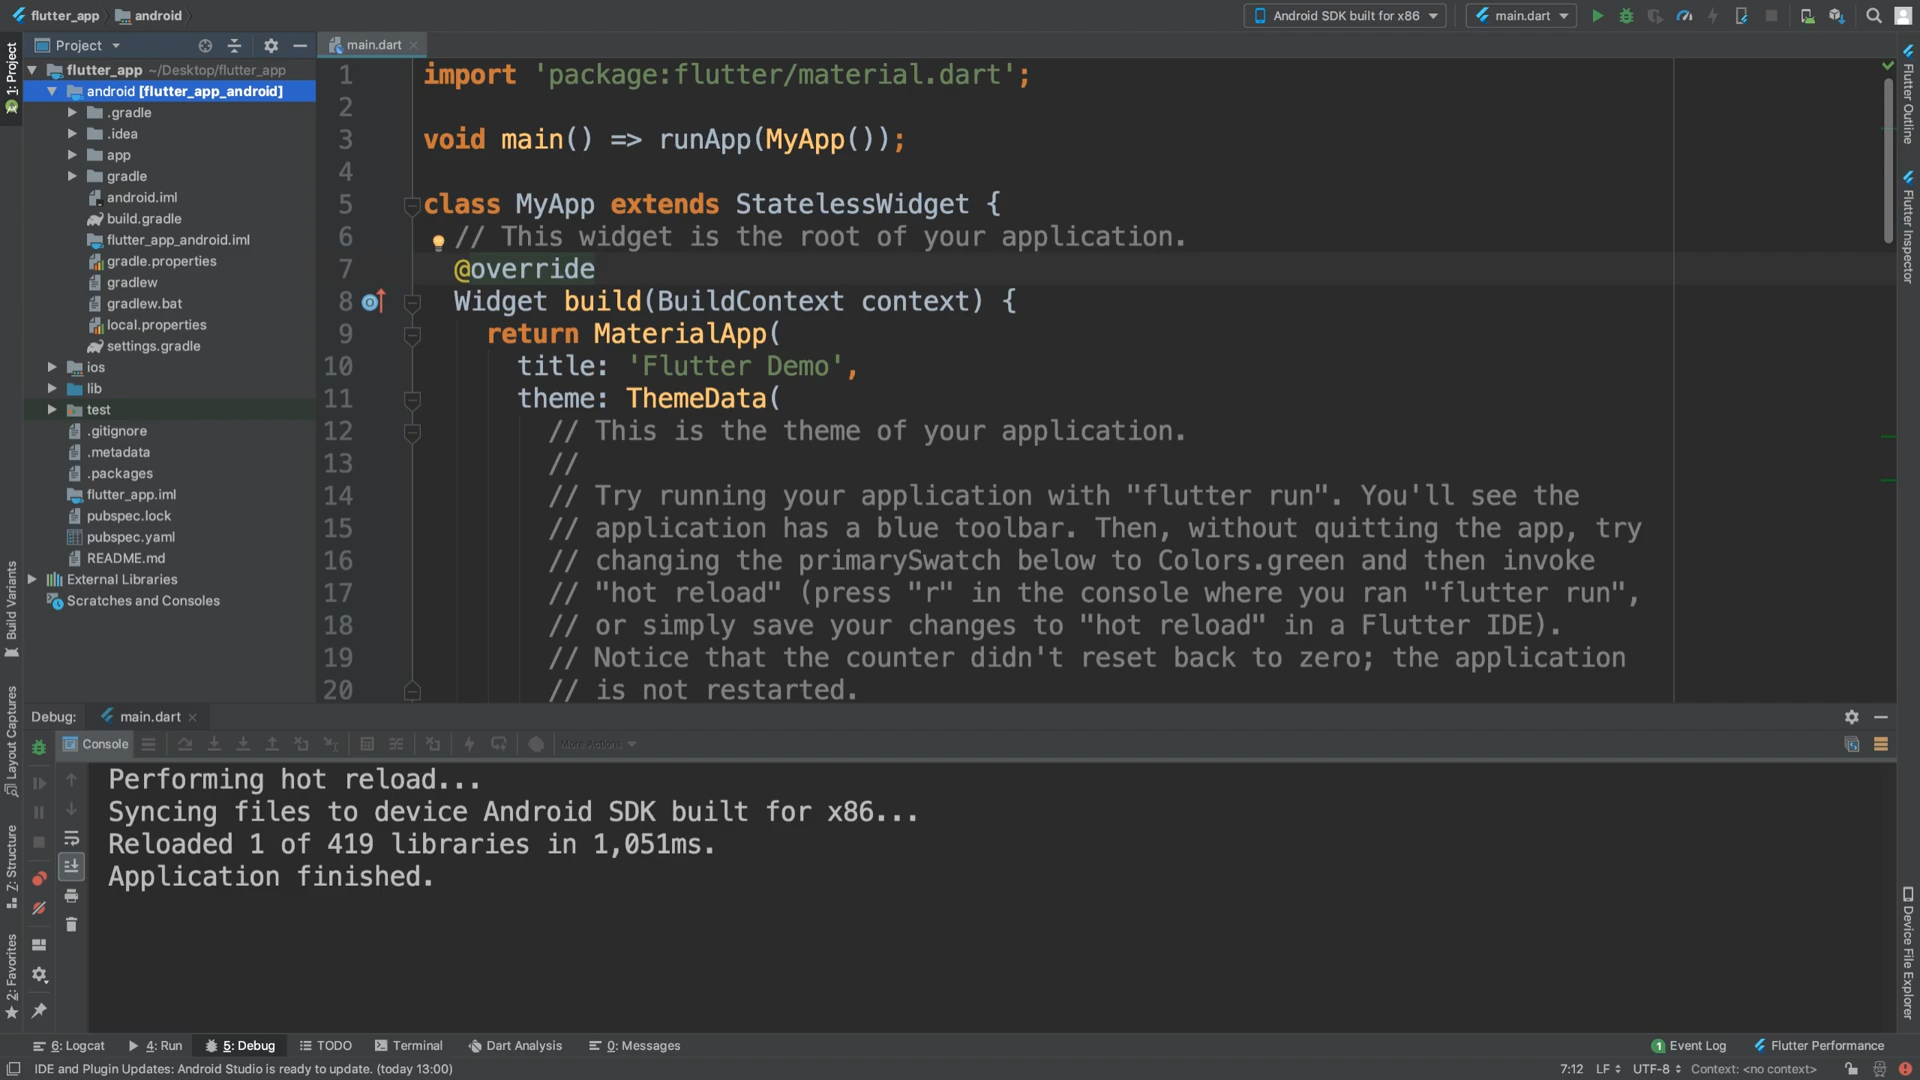 flutter_app
android
Android SDK built for x86
main.dart
Project
main.dart
1: Project
flutter_app ~/Desktop/flutter_app
android [flutter_app_android]
.gradle
.idea
app
gradle
android.iml
build.gradle
flutter_app_android.iml
gradle.properties
gradlew
gradlew.bat
local.properties
settings.gradle
ios
lib
test
.gitignore
.metadata
.packages
flutter_app.iml
pubspec.lock
pubspec.yaml
README.md
External Libraries
Scratches and Consoles
Build Variants
Layout Captures
7: Structure
2: Favorites
1 import 'package:flutter/material.dart';
2
3 void main() => runApp(MyApp());
4
5 class MyApp extends StatelessWidget {
6 // This widget is the root of your application.
7 @override
8 Widget build(BuildContext context) {
9 return MaterialApp(
10 title: 'Flutter Demo',
11 theme: ThemeData(
12 // This is the theme of your application.
13 //
14 // Try running your application with "flutter run". You'll see the
15 // application has a blue toolbar. Then, without quitting the app, try
16 // changing the primarySwatch below to Colors.green and then invoke
17 // "hot reload" (press "r" in the console where you ran "flutter run",
18 // or simply save your changes to "hot reload" in a Flutter IDE).
19 // Notice that the counter didn't reset back to zero; the application
20 // is not restarted.
Flutter Outline
Flutter Inspector
Device File Explorer
Debug:
main.dart
Console
More Actions
Performing hot reload...
Syncing files to device Android SDK built for x86...
Reloaded 1 of 419 libraries in 1,051ms.
Application finished.
6: Logcat
4: Run
5: Debug
TODO
Terminal
Dart Analysis
0: Messages
1 Event Log
Flutter Performance
IDE and Plugin Updates: Android Studio is ready to update. (today 13:00)
7:12
LF
UTF-8
Context: <no context>